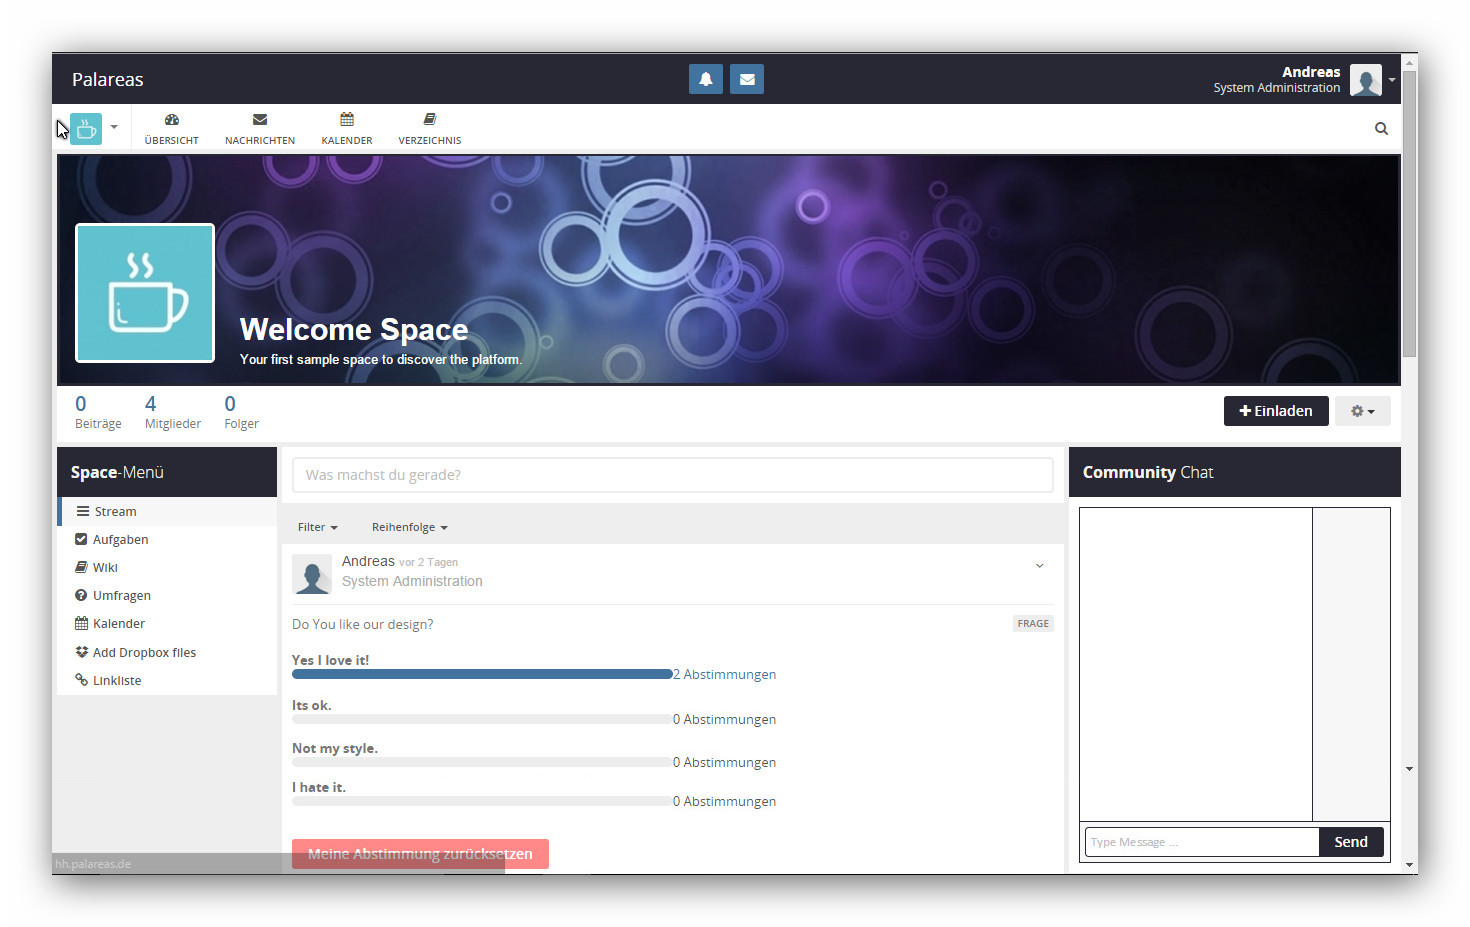 Palareas
Andreas
System Administration
ÜBERSICHT
NACHRICHTEN
KALENDER
VERZEICHNIS
Welcome Space
Your first sample space to discover the platform.
0
Beiträge
4
Mitglieder
0
Folger
Einladen
Space-Menü
Stream
Aufgaben
Wiki
Umfragen
Kalender
Add Dropbox files
Linkliste
Was machst du gerade?
Filter
Reihenfolge
Andreas vor 2 Tagen
System Administration
Do You like our design?
FRAGE
Yes I love it!
2 Abstimmungen
Its ok.
0 Abstimmungen
Not my style.
0 Abstimmungen
I hate it.
0 Abstimmungen
Meine Abstimmung zurücksetzen
Community Chat
Type Message ...
Send
hh.palareas.de